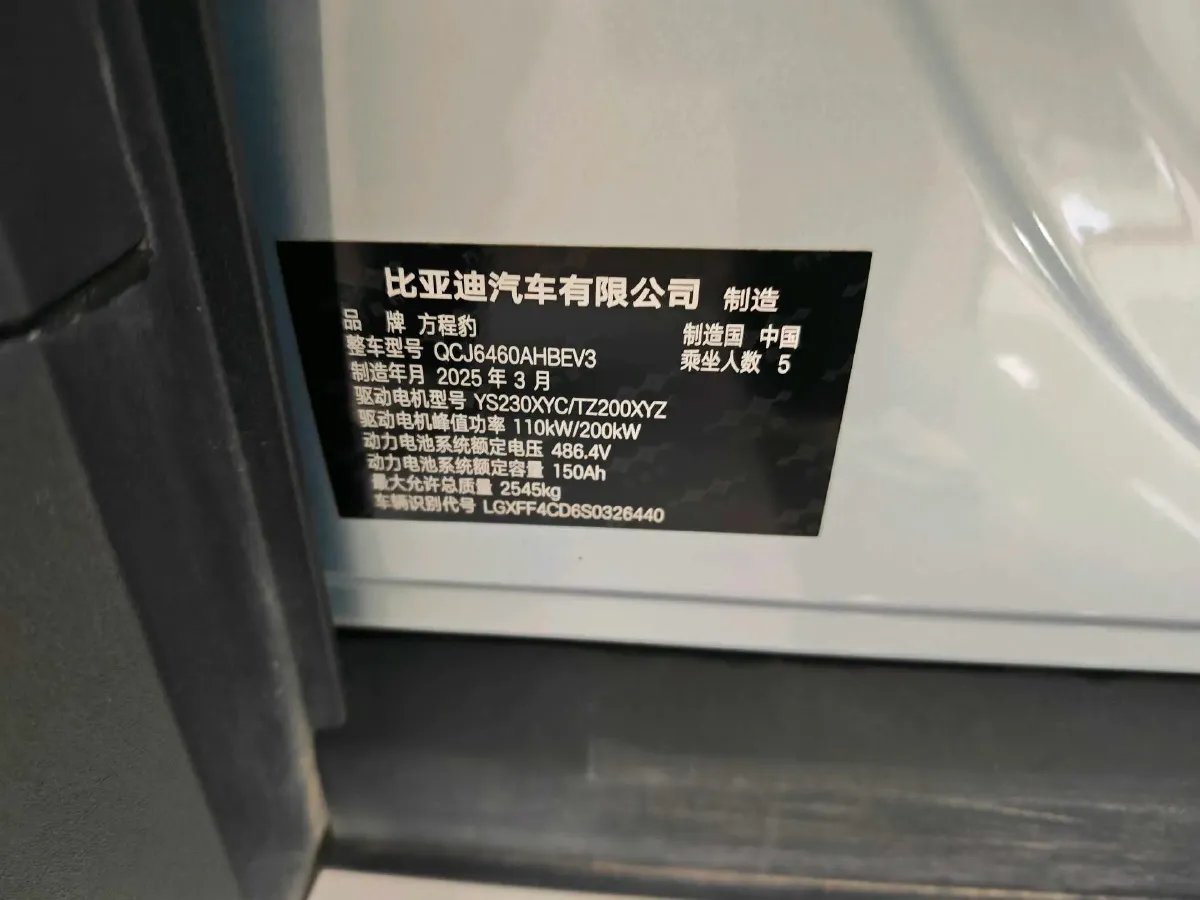 比亚迪汽车有限公司 制造
品 牌 方程豹 制造国 中国
整车型号 QCJ6460AHBEV3 乘坐人数 5
制造年月 2025 年 3 月
驱动电机型号 YS230XYC/TZ200XYZ
驱动电机峰值功率 110kW/200kW
动力电池系统额定电压 486.4V
动力电池系统额定容量 150Ah
最大允许总质量 2545kg
车辆识别代号 LGXFF4CD6S0326440